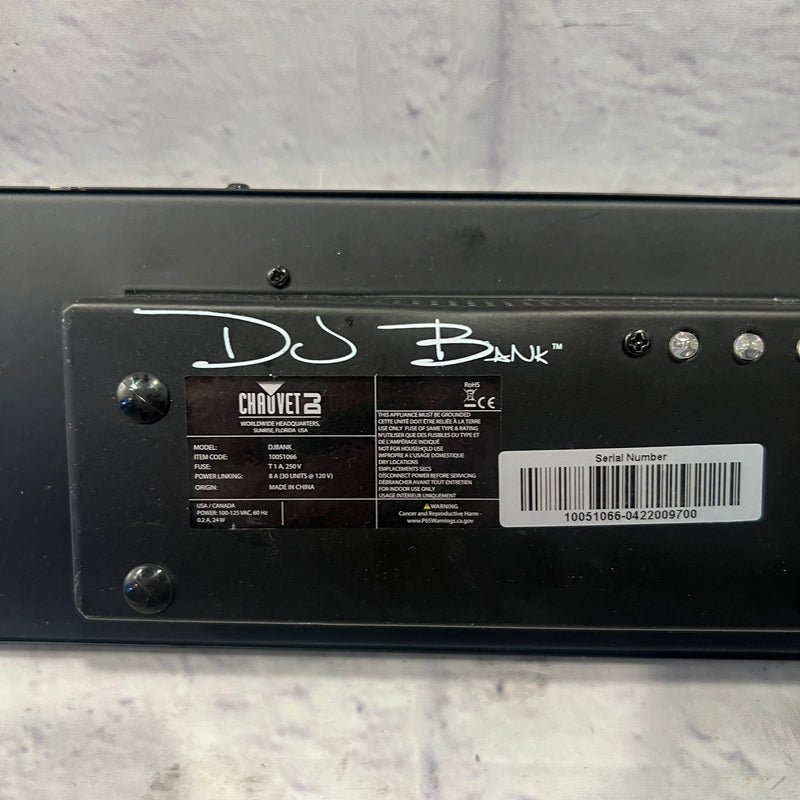 DJ BANK™
CHAUVET DJ
WORLDWIDE HEADQUARTERS,
SUNRISE, FLORIDA USA
MODEL: DJBANK
ITEM CODE: 10051066
FUSE: T 1 A, 250 V
POWER LINKING: 8 A (30 UNITS @ 120 V)
ORIGIN: MADE IN CHINA
USA / CANADA
POWER: 100-125 VAC, 60 Hz
0.2 A, 24 W
RoHS
CE
THIS APPLIANCE MUST BE GROUNDED
CETTE UNITÉ DOIT ETRE RELIÉE À LA TERRE
USE ONLY FUSE OF SAME TYPE & RATING
N'UTILISER QUE DES FUSIBLES DU TYPE ET
DE L'AMPÉRAGE INDIQUÉ
NOT FOR HOUSEHOLD USE
IMPROPRE A L'USAGE DOMESTIQUE
DRY LOCATIONS
EMPLACEMENTS SECS
DISCONNECT POWER BEFORE SERVICING
DÉBRANCHER AVANT TOUT ENTRETIEN
FOR INDOOR USE ONLY
USAGE INTÉRIEUR UNIQUEMENT
WARNING
Cancer and Reproductive Harm -
www.P65Warnings.ca.gov
Serial Number
10051066-0422009700